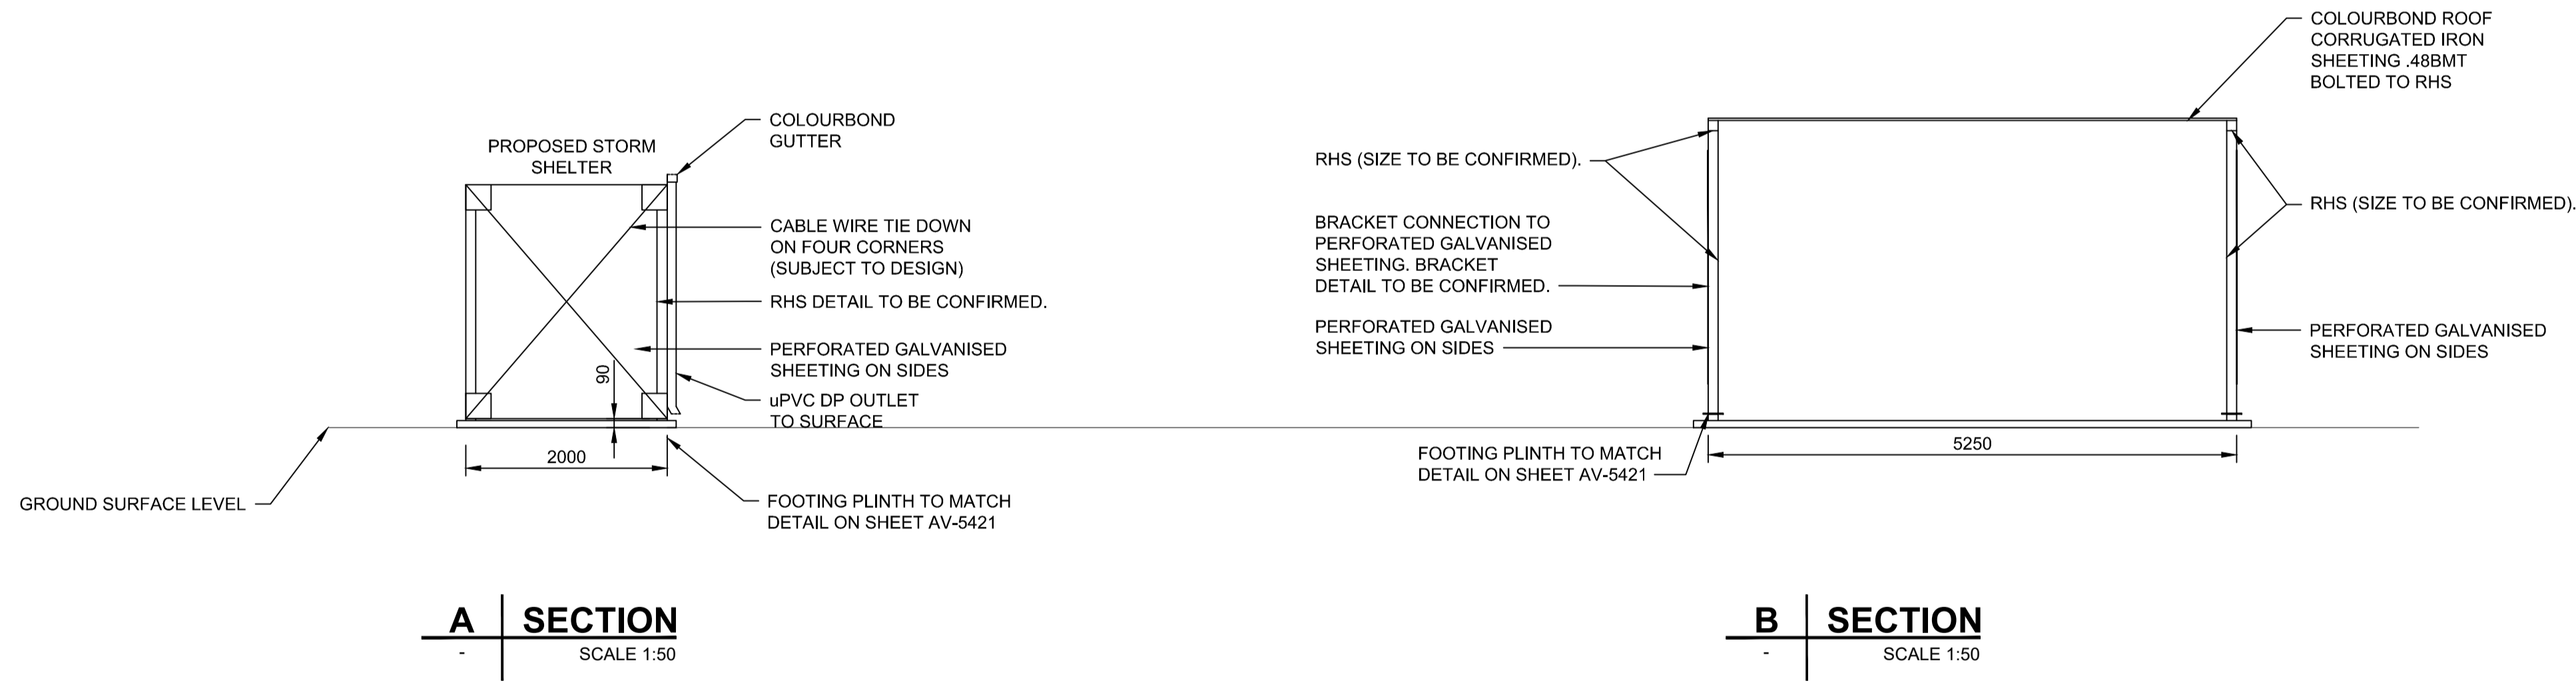 PROPOSED STORM
SHELTER
COLOURBOND
GUTTER
CABLE WIRE TIE DOWN
ON FOUR CORNERS
(SUBJECT TO DESIGN)
RHS DETAIL TO BE CONFIRMED.
PERFORATED GALVANISED
SHEETING ON SIDES
uPVC DP OUTLET
TO SURFACE
90
2000
GROUND SURFACE LEVEL
FOOTING PLINTH TO MATCH
DETAIL ON SHEET AV-5421
A SECTION
- SCALE 1:50
COLOURBOND ROOF
CORRUGATED IRON
SHEETING .48BMT
BOLTED TO RHS
RHS (SIZE TO BE CONFIRMED).
BRACKET CONNECTION TO
PERFORATED GALVANISED
SHEETING. BRACKET
DETAIL TO BE CONFIRMED.
PERFORATED GALVANISED
SHEETING ON SIDES
RHS (SIZE TO BE CONFIRMED).
PERFORATED GALVANISED
SHEETING ON SIDES
FOOTING PLINTH TO MATCH
DETAIL ON SHEET AV-5421
5250
B SECTION
- SCALE 1:50